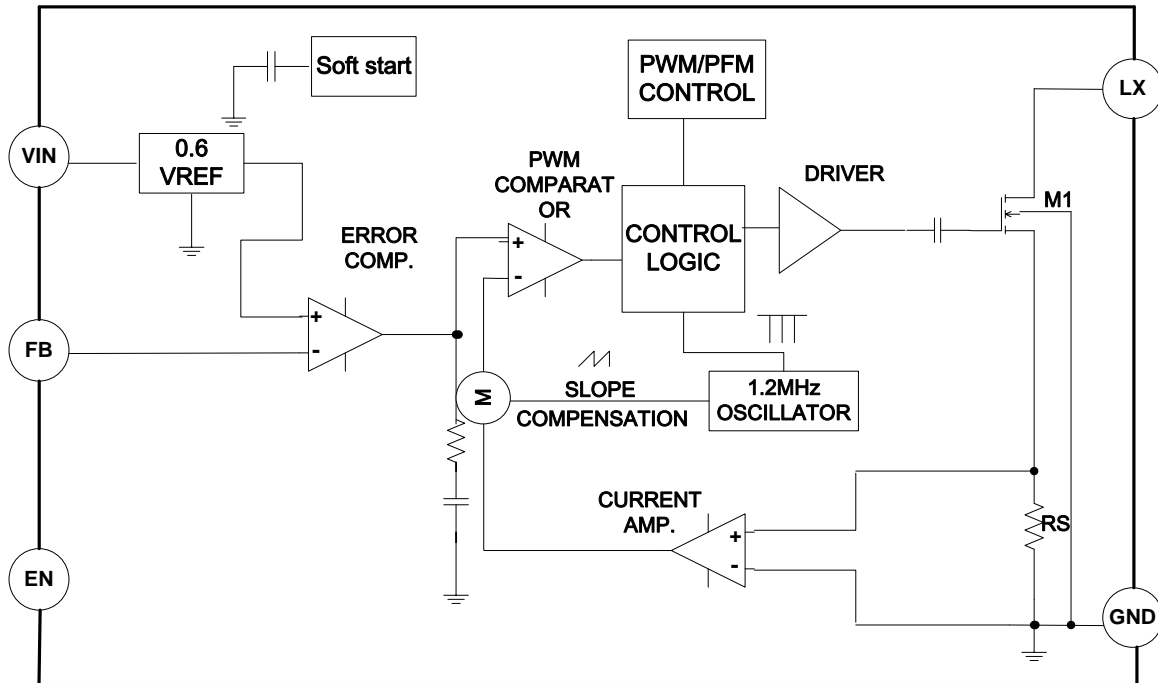 Soft start
PWM/PFM
CONTROL
LX
VIN
0.6
VREF
PWM
COMPARAT
OR
DRIVER
M1
ERROR
COMP.
+
-
CONTROL
LOGIC
+
-
FB
M
SLOPE
COMPENSATION
1.2MHz
OSCILLATOR
CURRENT
AMP.
+
-
RS
EN
GND